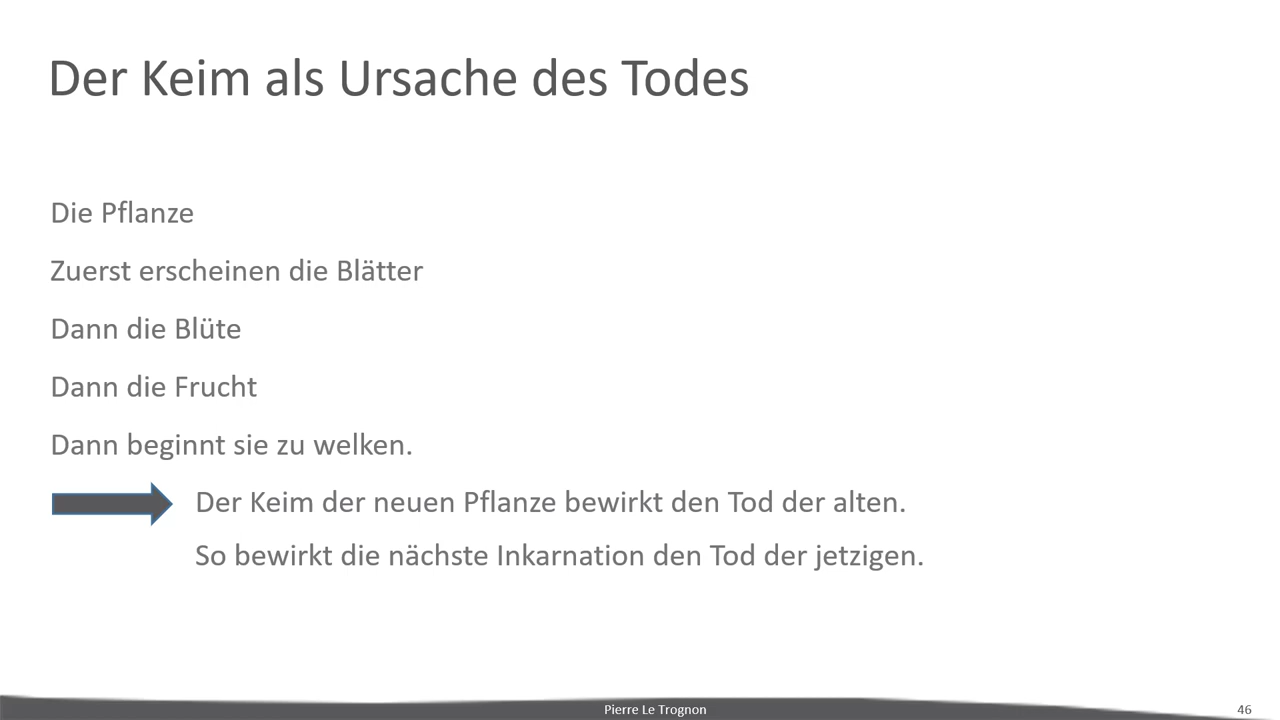 Der Keim als Ursache des Todes
Die Pflanze
Zuerst erscheinen die Blätter
Dann die Blüte
Dann die Frucht
Dann beginnt sie zu welken.
Der Keim der neuen Pflanze bewirkt den Tod der alten.
So bewirkt die nächste Inkarnation den Tod der jetzigen.
Pierre Le Trognon
46